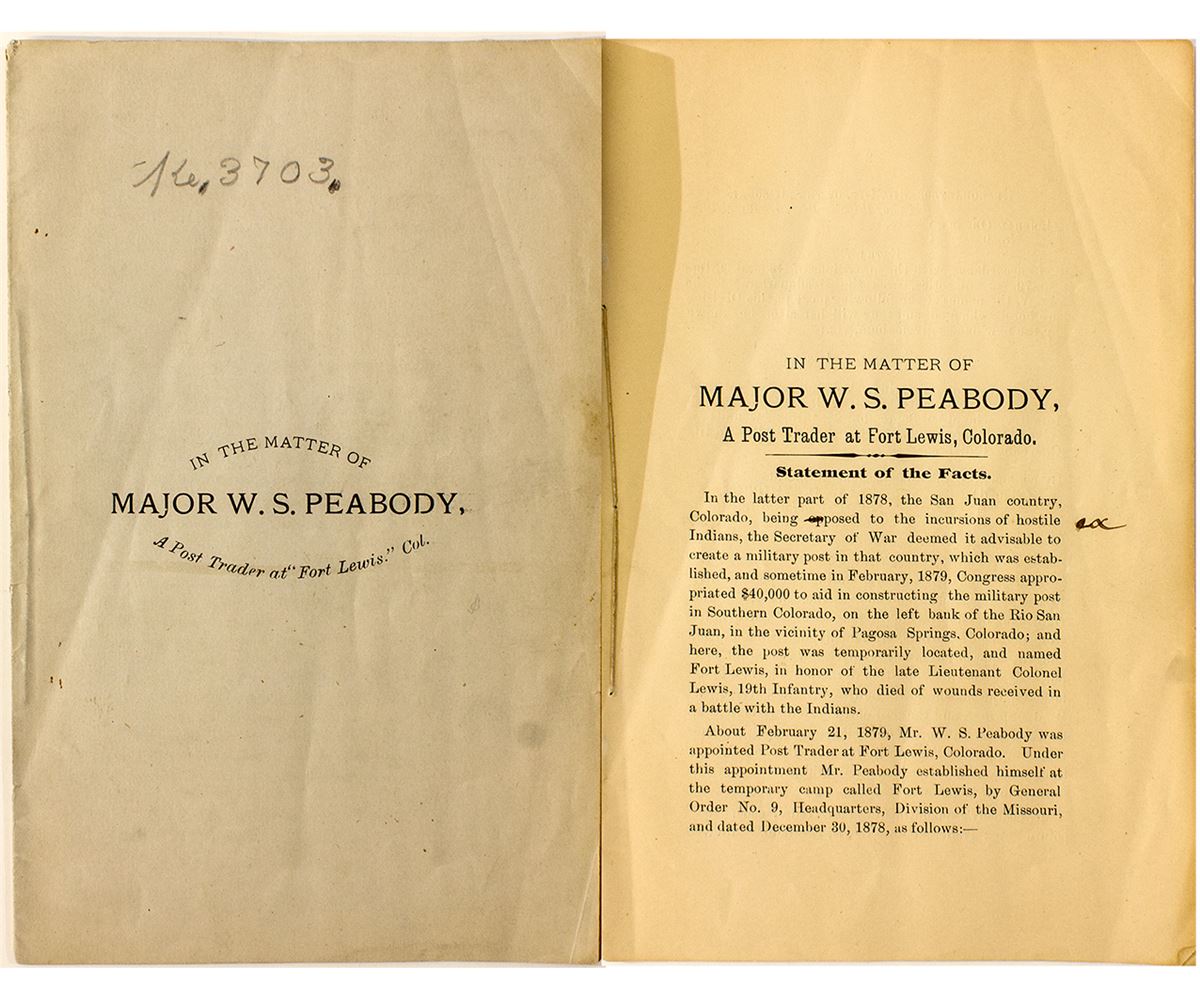 Ke. 3703.
IN THE MATTER OF
MAJOR W. S. PEABODY,
A Post Trader at "Fort Lewis." Col.
IN THE MATTER OF
MAJOR W. S. PEABODY,
A Post Trader at Fort Lewis, Colorado.
Statement of the Facts.
In the latter part of 1878, the San Juan country,
Colorado, being opposed to the incursions of hostile ex
Indians, the Secretary of War deemed it advisable to
create a military post in that country, which was estab-
lished, and sometime in February, 1879, Congress appro-
priated $40,000 to aid in constructing the military post
in Southern Colorado, on the left bank of the Rio San
Juan, in the vicinity of Pagosa Springs, Colorado; and
here, the post was temporarily located, and named
Fort Lewis, in honor of the late Lieutenant Colonel
Lewis, 19th Infantry, who died of wounds received in
a battle with the Indians.
About February 21, 1879, Mr. W. S. Peabody was
appointed Post Trader at Fort Lewis, Colorado. Under
this appointment Mr. Peabody established himself at
the temporary camp called Fort Lewis, by General
Order No. 9, Headquarters, Division of the Missouri,
and dated December 30, 1878, as follows:—